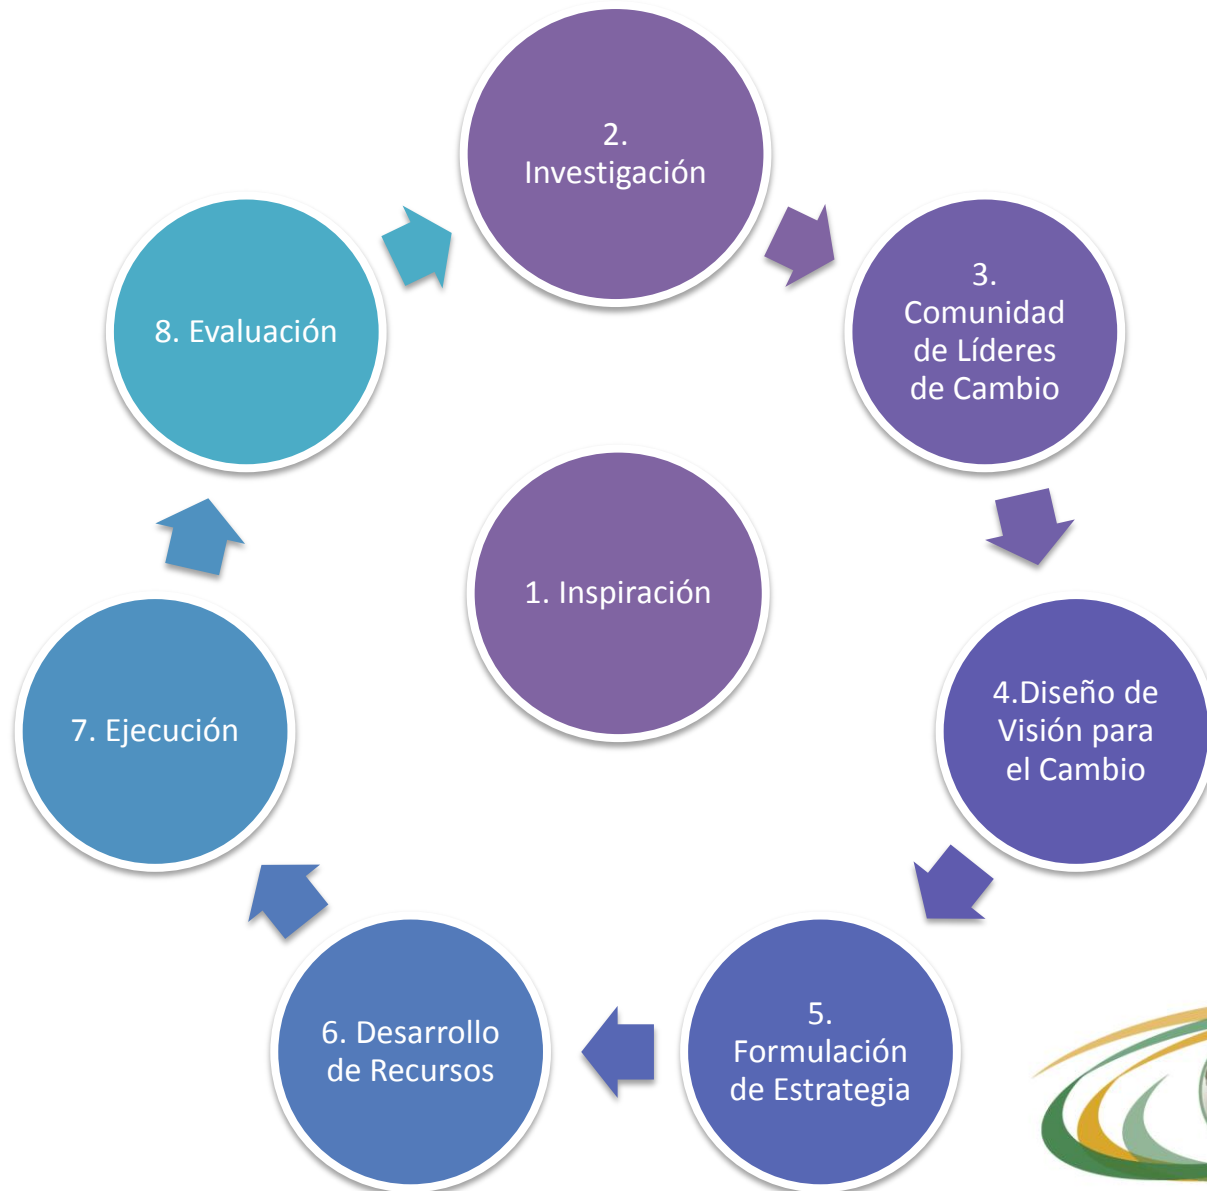 1. Inspiración
2.
Investigación
3.
Comunidad
de Líderes
de Cambio
4.Diseño de
Visión para
el Cambio
5.
Formulación
de Estrategia
6. Desarrollo
de Recursos
7. Ejecución
8. Evaluación